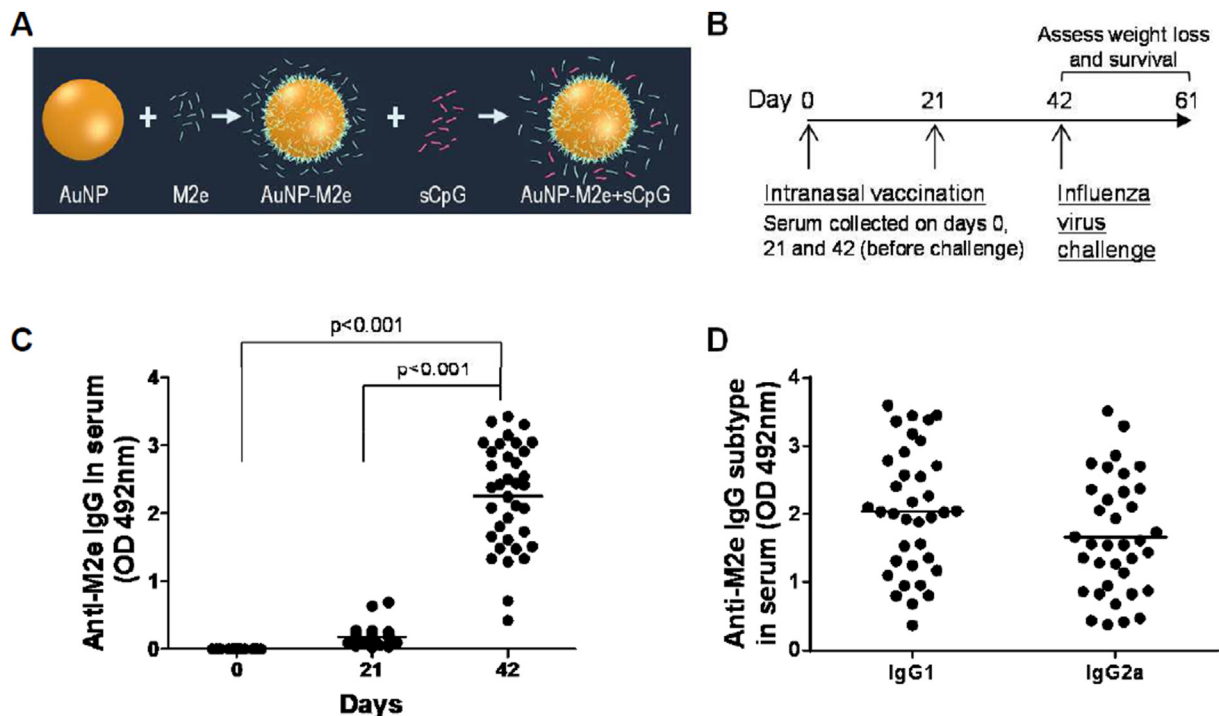 A
AuNP + M2e AuNP-M2e + sCpG AuNP-M2e+sCpG
B
Assess weight loss
and survival
Day 0 21 42 61
Intranasal vaccination
Serum collected on days 0,
21 and 42 (before challenge)
Influenza
virus
challenge
C
p<0.001
p<0.001
Anti-M2e IgG in serum
(OD 492nm)
4
3
2
1
0
0 21 42
Days
D
Anti-M2e IgG subtype
in serum (OD 492nm)
4
3
2
1
0
IgG1 IgG2a